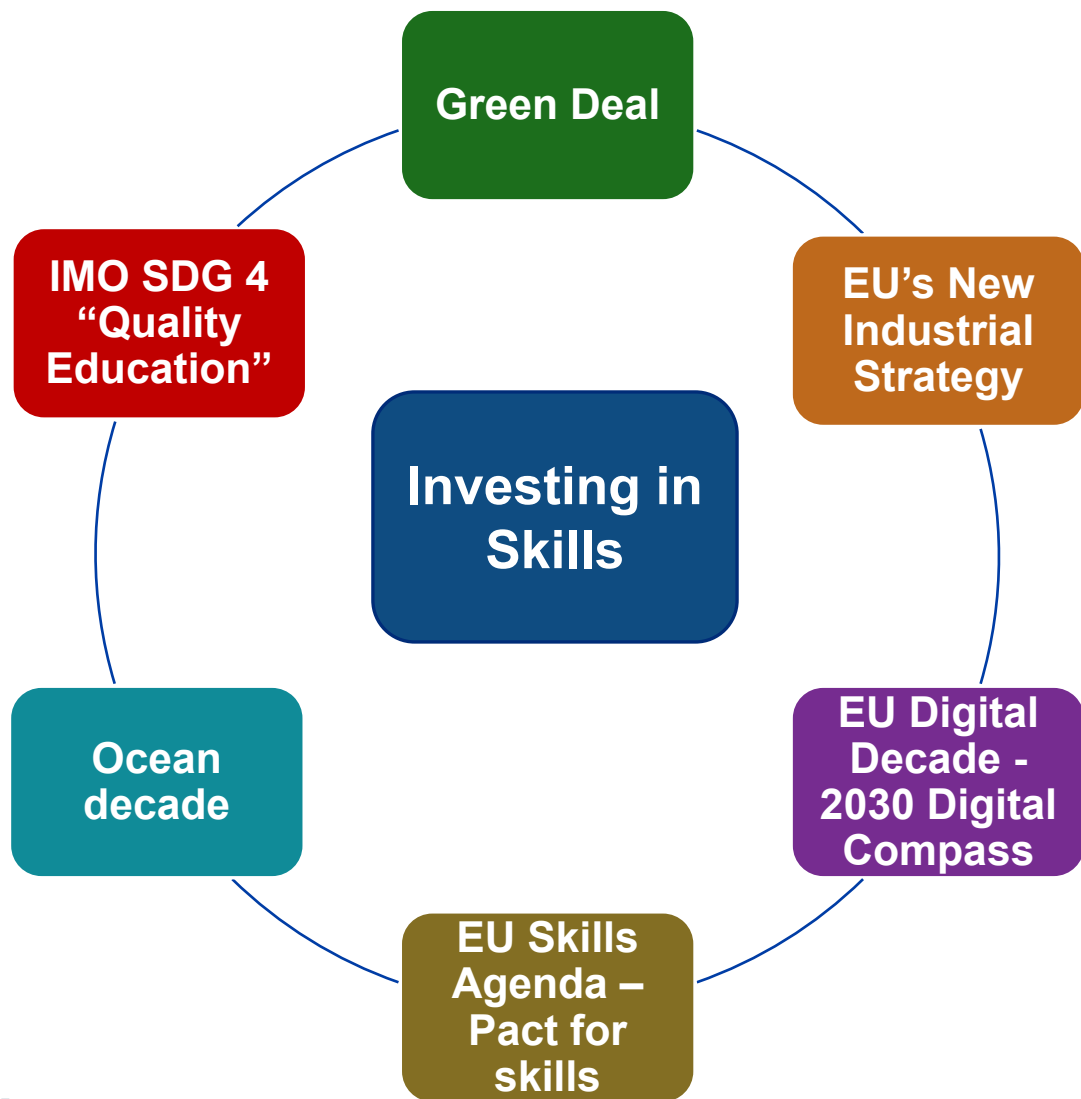 Green Deal
IMO SDG 4
“Quality
Education”
EU’s New
Industrial
Strategy
Investing in
Skills
Ocean
decade
EU Digital
Decade -
2030 Digital
Compass
EU Skills
Agenda –
Pact for
skills